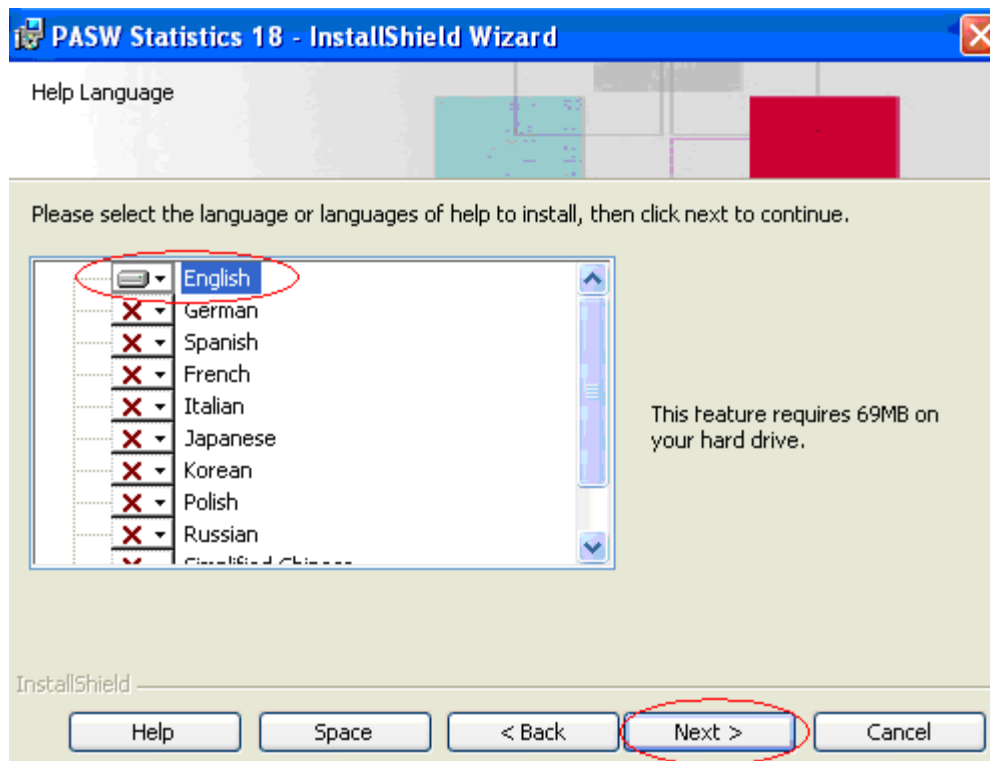 PASW Statistics 18 - InstallShield Wizard
Help Language
Please select the language or languages of help to install, then click next to continue.
English
German
Spanish
French
Italian
Japanese
Korean
Polish
Russian
Simplified Chinese
This feature requires 69MB on
your hard drive.
InstallShield
Help
Space
< Back
Next >
Cancel